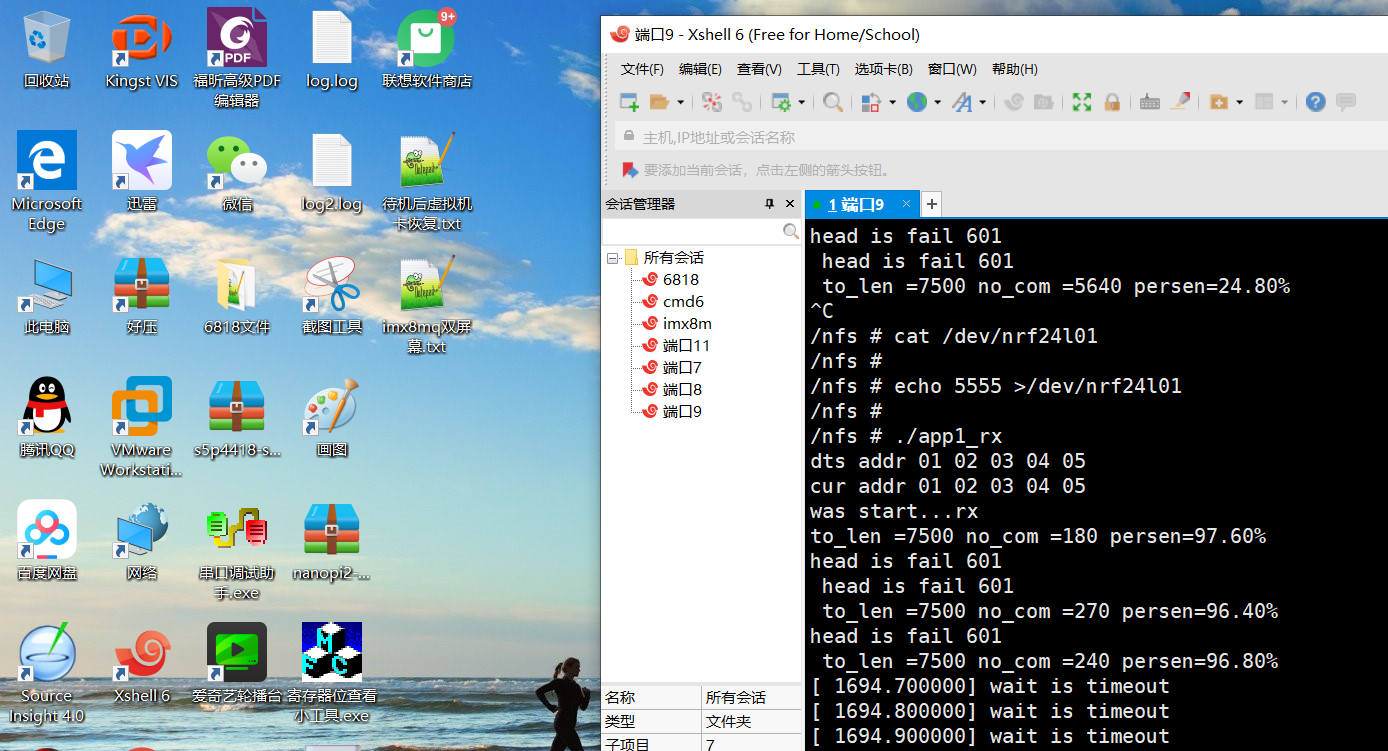 9+
回收站
Kingst VIS
PDF
福昕高级PDF
编辑器
log.log
联想软件商店
Microsoft
Edge
迅雷
微信
log2.log
待机后虚拟机
卡恢复.txt
此电脑
好压
6818文件
截图工具
imx8mq双屏
幕.txt
腾讯QQ
VMware
Workstati...
s5p4418-s...
画图
百度网盘
网络
串口调试助
手.exe
nanopi2-...
M
F C
Source
Insight 4.0
Xshell 6
爱奇艺轮播台
寄存器位查看
小工具.exe
端口9 - Xshell 6 (Free for Home/School)
文件(F) 编辑(E) 查看(V) 工具(T) 选项卡(B) 窗口(W) 帮助(H)
主机,IP地址或会话名称
要添加当前会话，点击左侧的箭头按钮。
会话管理器
所有会话
6818
cmd6
imx8m
端口11
端口7
端口8
端口9
名称 所有会话
类型 文件夹
子项目 7
1 端口9 × +
head is fail 601
head is fail 601
to_len =7500 no_com =5640 persen=24.80%
^C
/nfs # cat /dev/nrf24l01
/nfs #
/nfs # echo 5555 >/dev/nrf24l01
/nfs #
/nfs # ./app1_rx
dts addr 01 02 03 04 05
cur addr 01 02 03 04 05
was start...rx
to_len =7500 no_com =180 persen=97.60%
head is fail 601
head is fail 601
to_len =7500 no_com =270 persen=96.40%
head is fail 601
to_len =7500 no_com =240 persen=96.80%
[ 1694.700000] wait is timeout
[ 1694.800000] wait is timeout
[ 1694.900000] wait is timeout